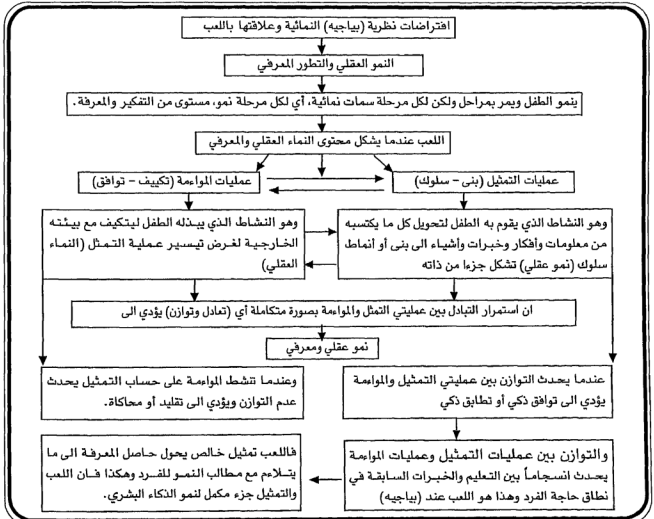 افتراضات نظرية (بياجيه) النمائية وعلاقتها باللعب
النمو العقلي والتطور المعرفي
ينمو الطفل ويمر بمراحل ولكن لكل مرحلة سمات نمائية، أي لكل مرحلة نمو، مستوى من التفكير والمعرفة.
اللعب عندما يشكل محتوى النماء العقلي والمعرفي
عمليات التمثيل (بنى – سلوك)
عمليات المواءمة (تكييف – توافق)
وهو النشاط الذي يقوم به الطفل لتحويل كل ما يكتسبه
من معلومات وأفكار وخبرات وأشياء الى بنى أو أنماط
سلوك (نمو عقلي) تشكل جزءا من ذاته
وهو النشاط الذي يبذله الطفل ليتكيف مع بيئته
الخارجية لغرض تيسير عملية التمثل (النماء
العقلي)
ان استمرار التبادل بين عمليتي التمثل والمواءمة بصورة متكاملة أي (تعادل وتوازن) يؤدي الى
نمو عقلي ومعرفي
عندما يحدث التوازن بين عمليتي التمثيل والمواءمة
يؤدي الى توافق ذكي أو تطابق ذكي
وعندما تنشط المواءمة على حساب التمثيل يحدث
عدم التوازن ويؤدي الى تقليد أو محاكاة.
والتوازن بين عمليات التمثيل وعمليات المواءمة
يحدث انسجاماً بين التعليم والخبرات السابقة في
نطاق حاجة الفرد وهذا هو اللعب عند (بياجيه)
فاللعب تمثيل خالص يحول حاصل المعرفة الى ما
يتلاءم مع مطالب النمو للفرد وهكذا فان اللعب
والتمثيل جزء مكمل لنمو الذكاء البشري.